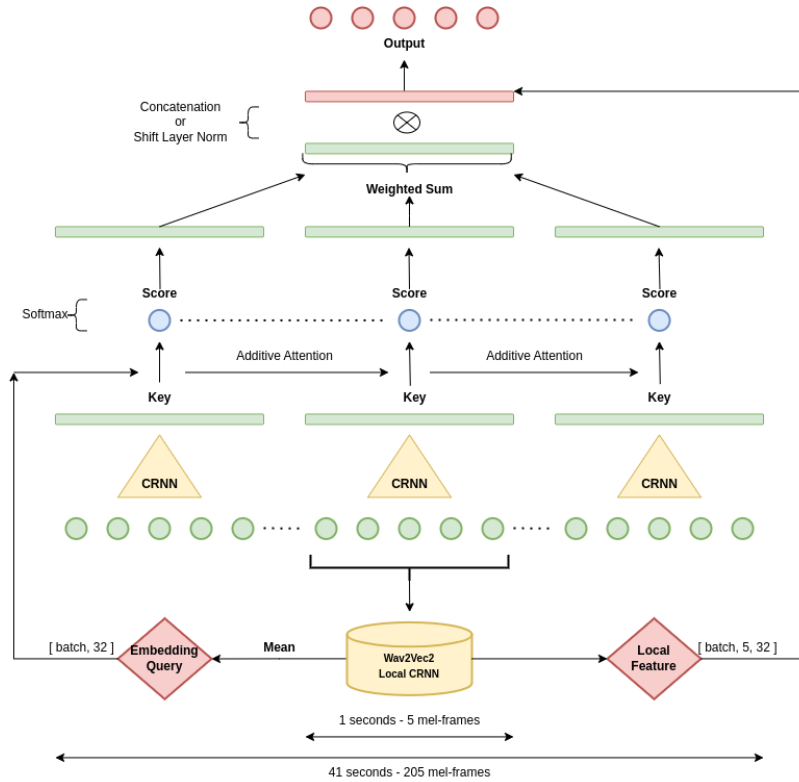 Output
Concatenation
or
Shift Layer Norm
Weighted Sum
Score
Score
Score
Softmax
Additive Attention
Additive Attention
Key
Key
Key
CRNN
CRNN
CRNN
[ batch, 32 ]
Embedding
Query
Mean
Wav2Vec2
Local CRNN
Local
Feature
[ batch, 5, 32 ]
1 seconds - 5 mel-frames
41 seconds - 205 mel-frames